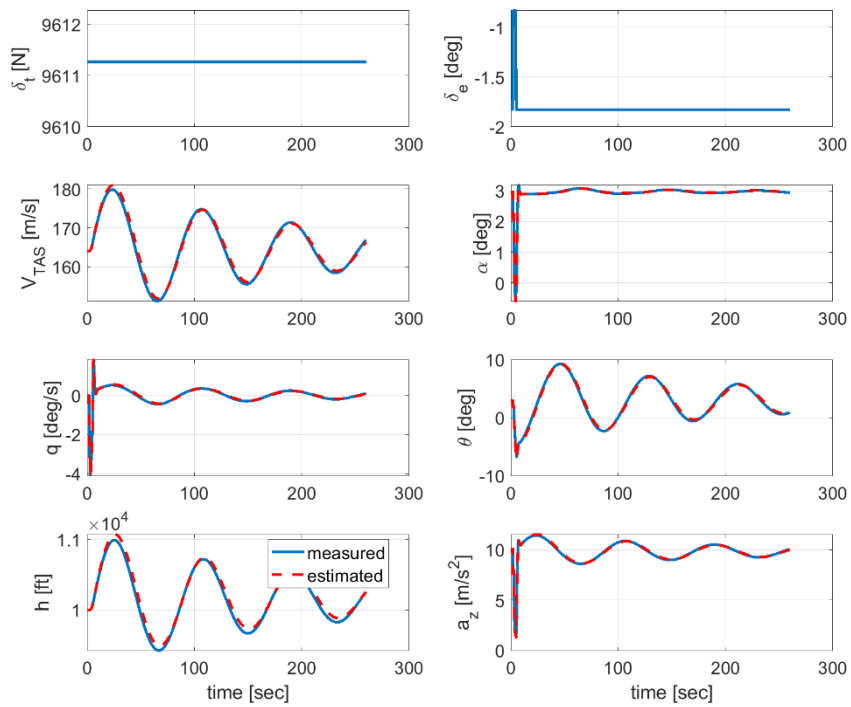 9612
9611
9610
δt [N]
0 100 200 300
-1
-1.5
-2
δe [deg]
0 100 200 300
180
170
160
VTAS [m/s]
0 100 200 300
3
2
1
0
α [deg]
0 100 200 300
0
-2
-4
q [deg/s]
0 100 200 300
10
0
-10
θ [deg]
0 100 200 300
×10⁴
1.1
1
h [ft]
measured
estimated
0 100 200 300
time [sec]
10
5
0
az [m/s²]
0 100 200 300
time [sec]